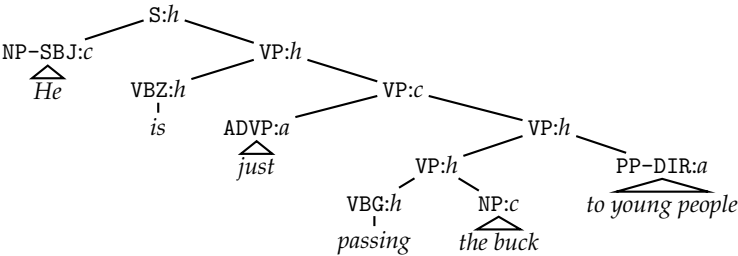 S:h
NP-SBJ:c VP:h
He VBZ:h VP:c
is ADVP:a VP:h
just VP:h PP-DIR:a
VBG:h NP:c to young people
passing the buck